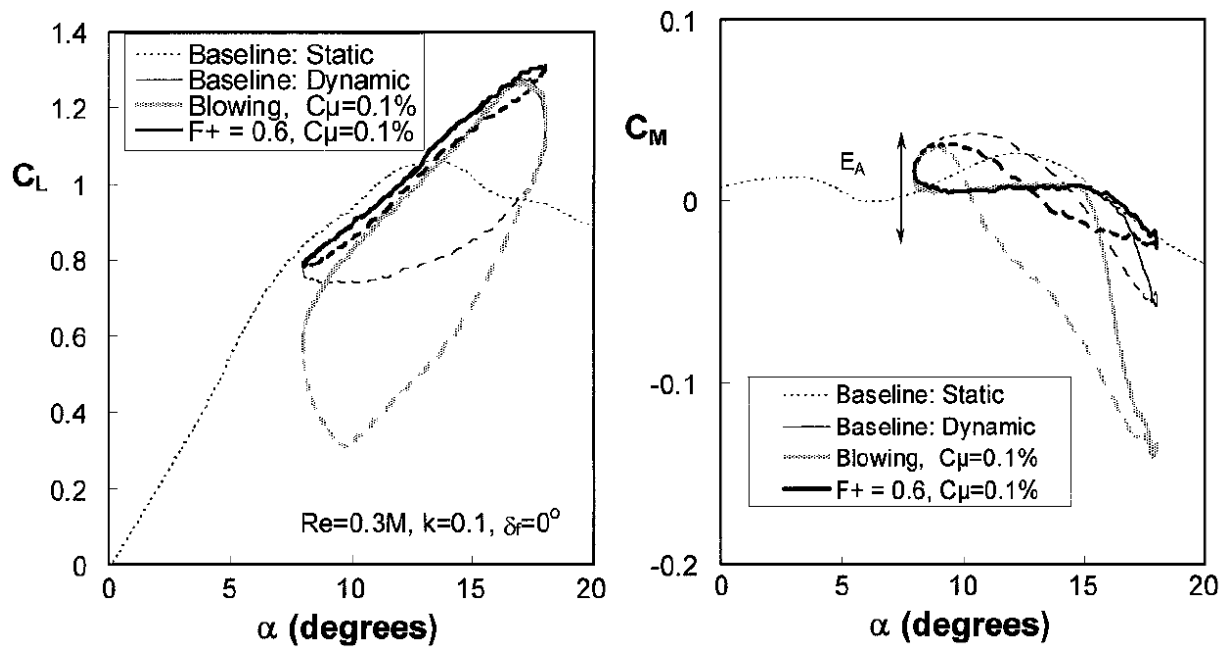 1.4
1.2
1
0.8
0.6
0.4
0.2
0
C_L
Baseline: Static
Baseline: Dynamic
Blowing, Cμ=0.1%
F+ = 0.6, Cμ=0.1%
Re=0.3M, k=0.1, δf=0°
0 5 10 15 20
α (degrees)
0.1
0
-0.1
-0.2
C_M
E_A
Baseline: Static
Baseline: Dynamic
Blowing, Cμ=0.1%
F+ = 0.6, Cμ=0.1%
0 5 10 15 20
α (degrees)